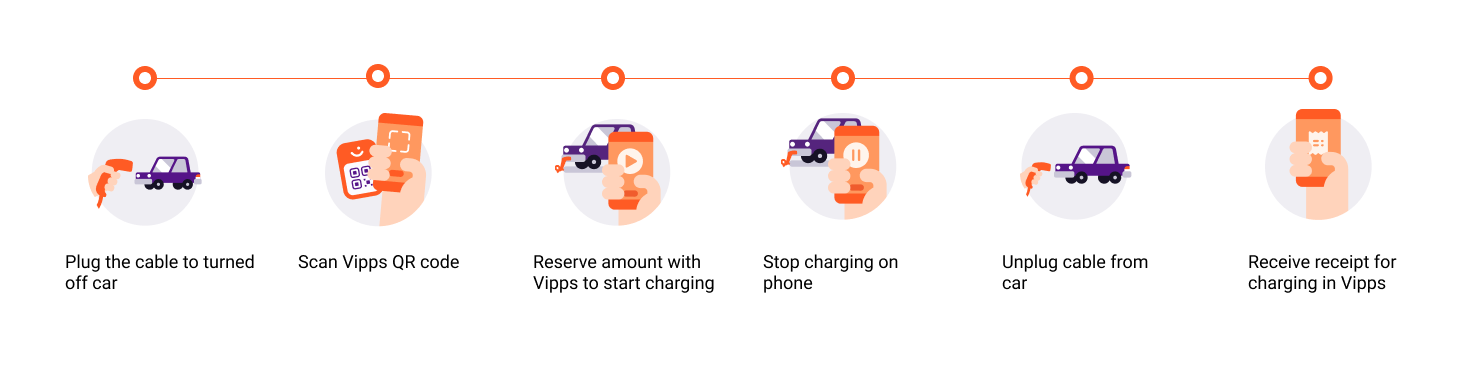 Plug the cable to turned
off car
Scan Vipps QR code
Reserve amount with
Vipps to start charging
Stop charging on
phone
Unplug cable from
car
Receive receipt for
charging in Vipps